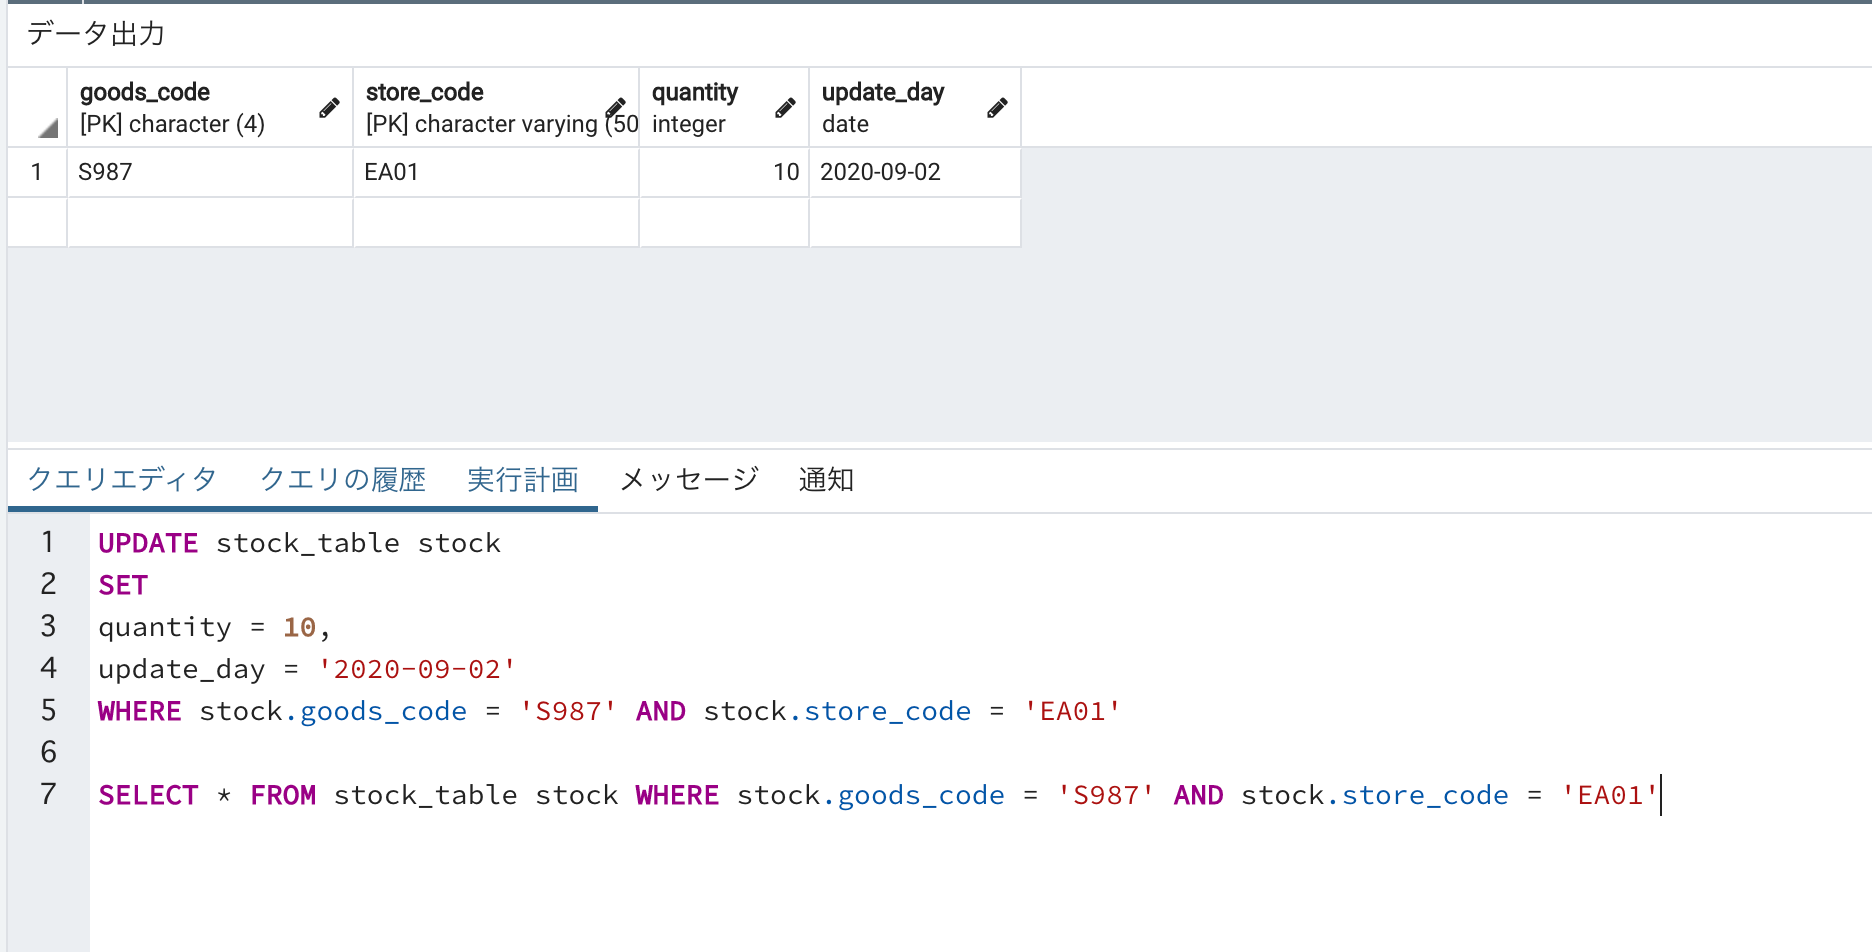 データ出力
goods_code store_code quantity update_day
[PK] character (4) [PK] character varying (50 integer date
1 S987 EA01 10 2020-09-02
クエリエディタ クエリの履歴 実行計画 メッセージ 通知
1 UPDATE stock_table stock
2 SET
3 quantity = 10,
4 update_day = '2020-09-02'
5 WHERE stock.goods_code = 'S987' AND stock.store_code = 'EA01'
6
7 SELECT * FROM stock_table stock WHERE stock.goods_code = 'S987' AND stock.store_code = 'EA01'